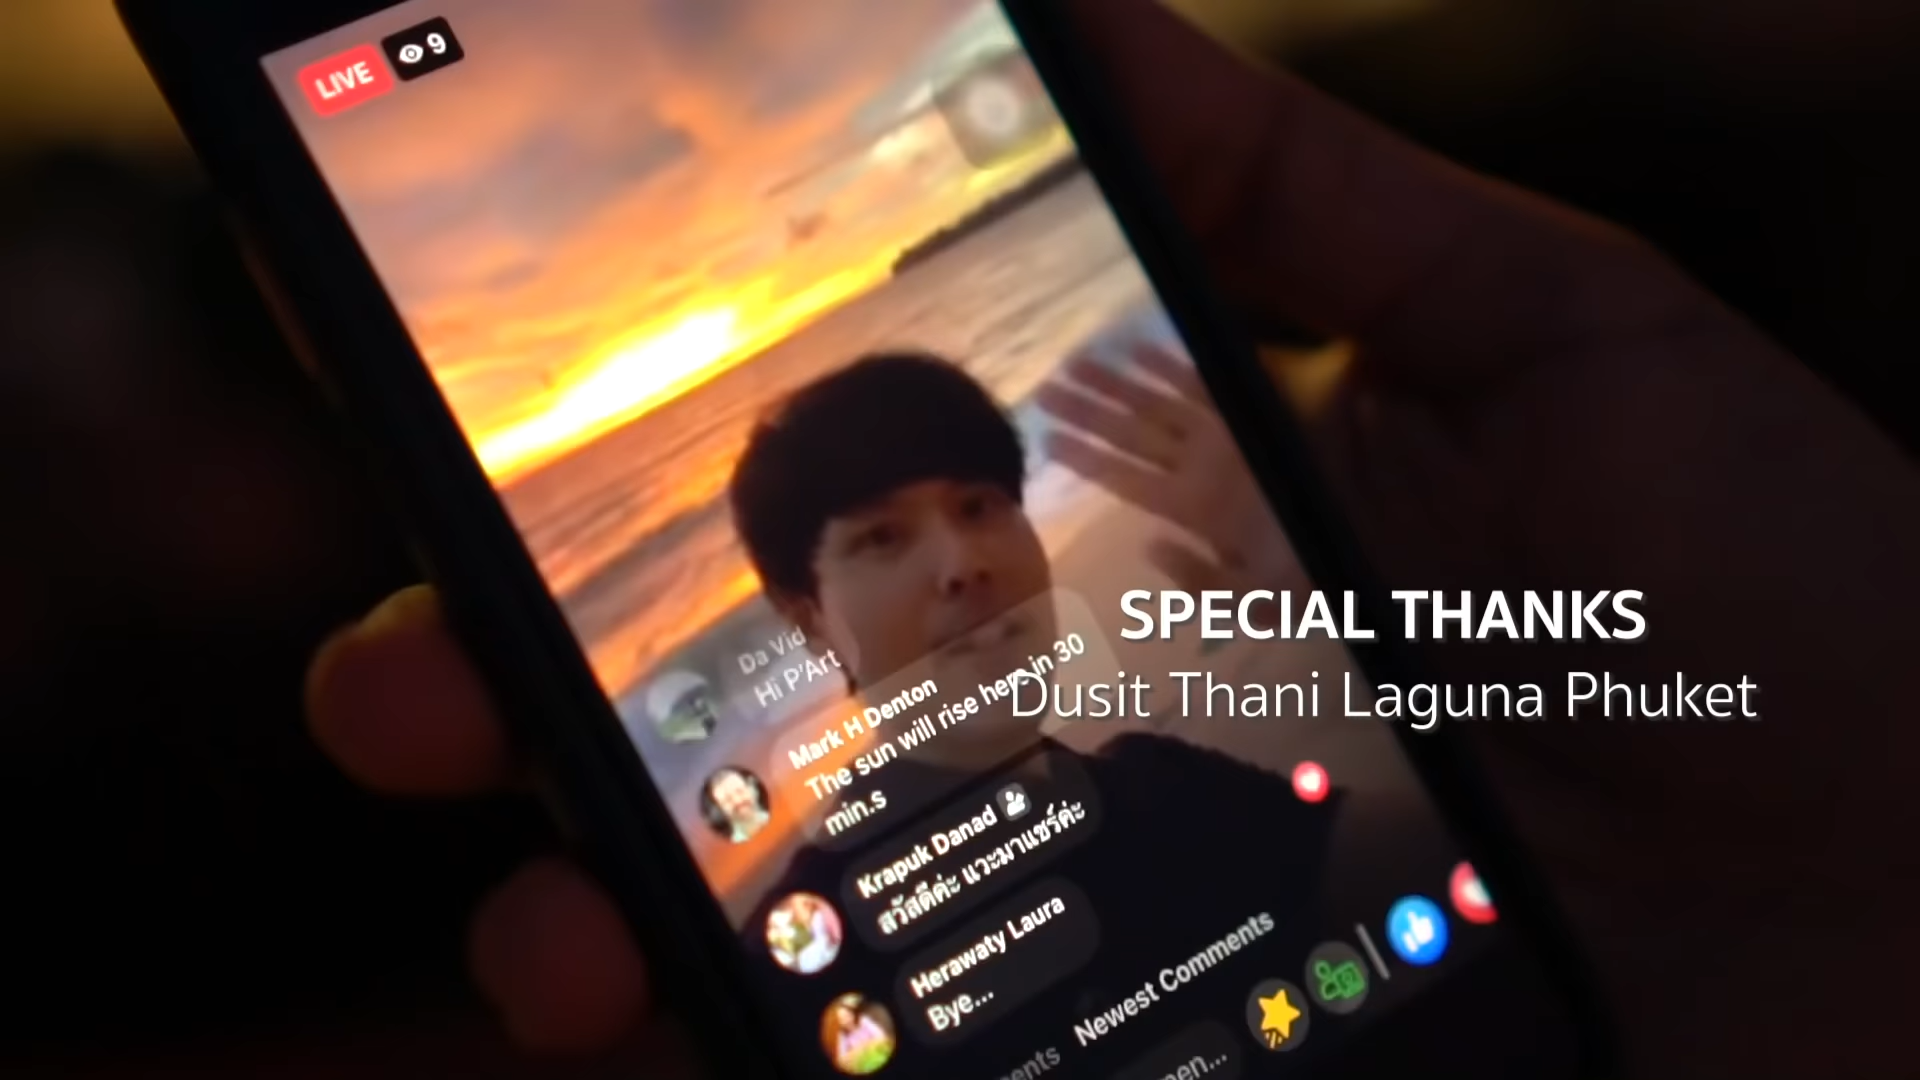 LIVE
9
Da Vid
Hi P'Art
Mark H Denton
The sun will rise here in 30
min.s
Krapuk Danad
สวัสดีค่ะ แวะมาแชร์ค่ะ
Herawaty Laura
Bye...
Newest Comments
SPECIAL THANKS
Dusit Thani Laguna Phuket